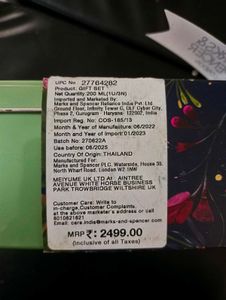 UPC No: 27764282
Product: GIFT SET
Net Quantity: 200 ML(1U/3N)
Imported and Marketed By:
Marks and Spencer Reliance India Pvt. Ltd
Ground Floor, Infinity Tower C, DLF Cyber City,
Phase 2, Gurugram - Haryana: 122002, India
Import Reg. No: COS-185/13
Month & Year of Manufacture: 06/2022
Month and Year of Import: 01/2023
Batch No: 270622A
Use before: 06/2025
Country Of Origin: THAILAND
Manufactured For:
Marks and Spencer PLC. Waterside, House 35,
North Wharf Road, London W2 1NW
MEIYUME UK LTD At : AINTREE
AVENUE WHITE HORSE BUSINESS
PARK TROWBRIDGE WILTSHIRE UK
Customer Care: Write to
in-charge, Customer Complaints,
at the above marketer's address or call
8010821821
Email: care.india@marks-and-spencer.com
MRP ₹: 2499.00
(Inclusive of all Taxes)